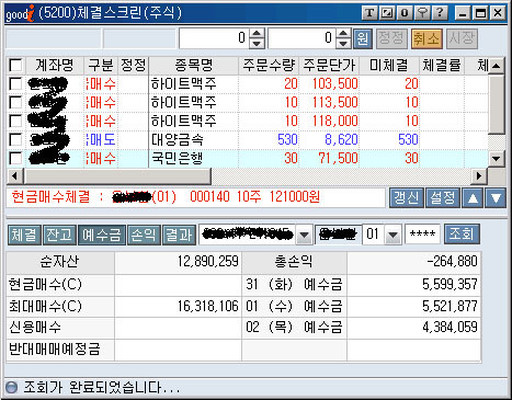 good i (5200)체결스크린(주식)
0 0 원 정정 취소 시장
계좌명 구분 정정 종목명 주문수량 주문단가 미체결 체결률 체
매수 하이트맥주 20 103,500 20
매수 하이트맥주 10 113,500 10
매수 하이트맥주 10 118,000 10
매도 대양금속 530 8,620 530
매수 국민은행 30 71,500 30
현금매수체결 : (01) 000140 10주 121000원 갱신 설정 ▲ ▼
체결 잔고 예수금 손익 결과 01 **** 조회
순자산 12,890,259 총손익 -264,880
현금매수(C) 31 (화) 예수금 5,599,357
최대매수(C) 16,318,106 01 (수) 예수금 5,521,877
신용매수 02 (목) 예수금 4,384,059
반대매매예정금
조회가 완료되었습니다...